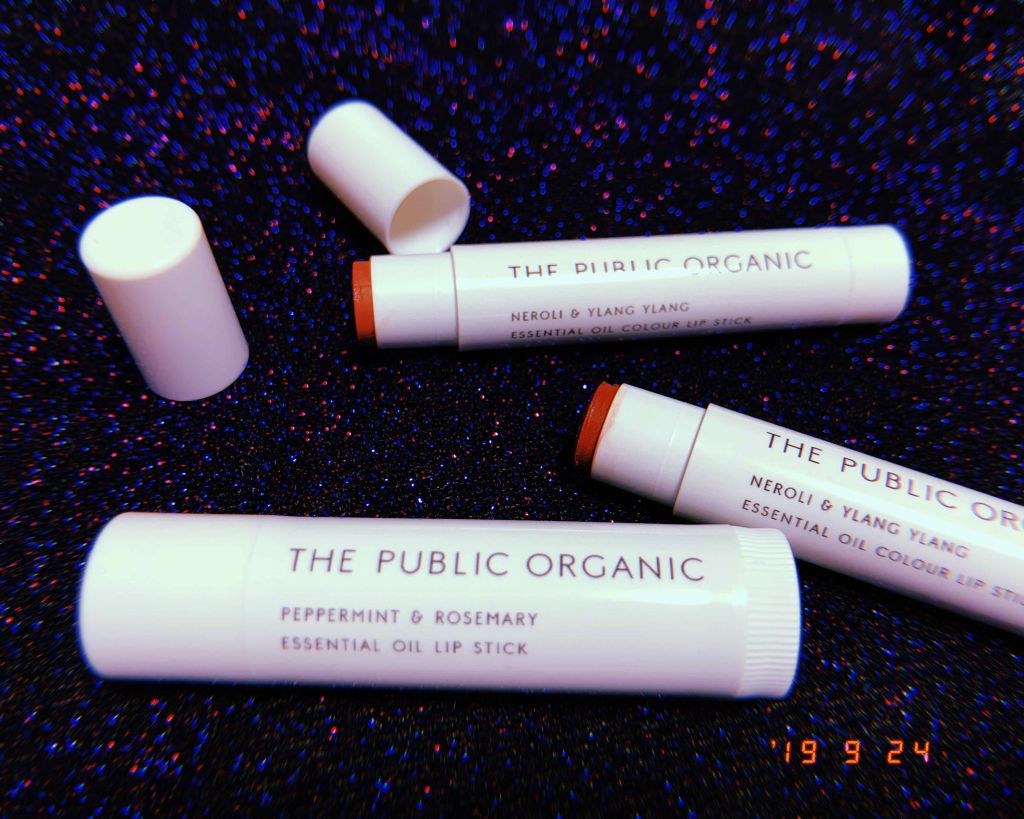 THE PUBLIC ORGANIC
NEROLI & YLANG YLANG
ESSENTIAL OIL COLOUR LIP STICK
THE PUBLIC OR
NEROLI & YLANG YLANG
ESSENTIAL OIL COLOUR LIP STIC
THE PUBLIC ORGANIC
PEPPERMINT & ROSEMARY
ESSENTIAL OIL LIP STICK
'19 9 24